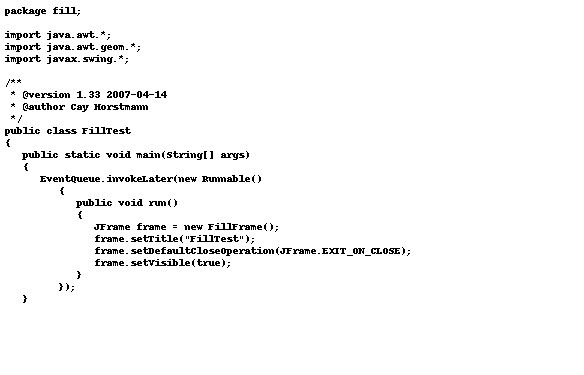 package fill;

import java.awt.*;
import java.awt.geom.*;
import javax.swing.*;

/**
 * @version 1.33 2007-04-14
 * @author Cay Horstmann
 */
public class FillTest
{
   public static void main(String[] args)
   {
      EventQueue.invokeLater(new Runnable()
         {
            public void run()
            {
               JFrame frame = new FillFrame();
               frame.setTitle("FillTest");
               frame.setDefaultCloseOperation(JFrame.EXIT_ON_CLOSE);
               frame.setVisible(true);
            }
         });
   }